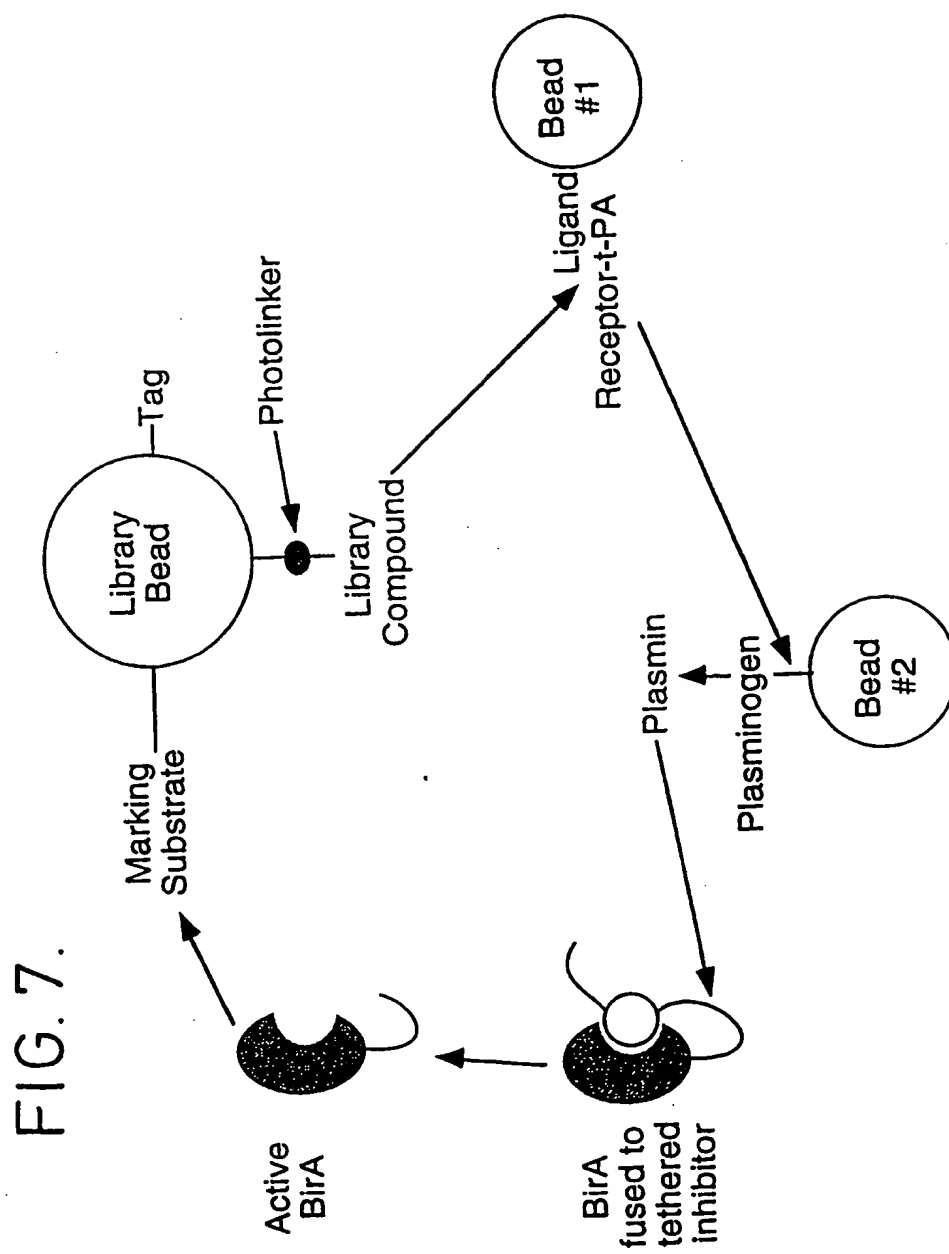 FIG. 7.
Library
Bead
Tag
Photolinker
Marking
Substrate
Library
Compound
Active
BirA
Ligand
Receptor-t-PA
Bead
#1
Plasmin
Plasminogen
BirA
fused to
tethered
inhibitor
Bead
#2